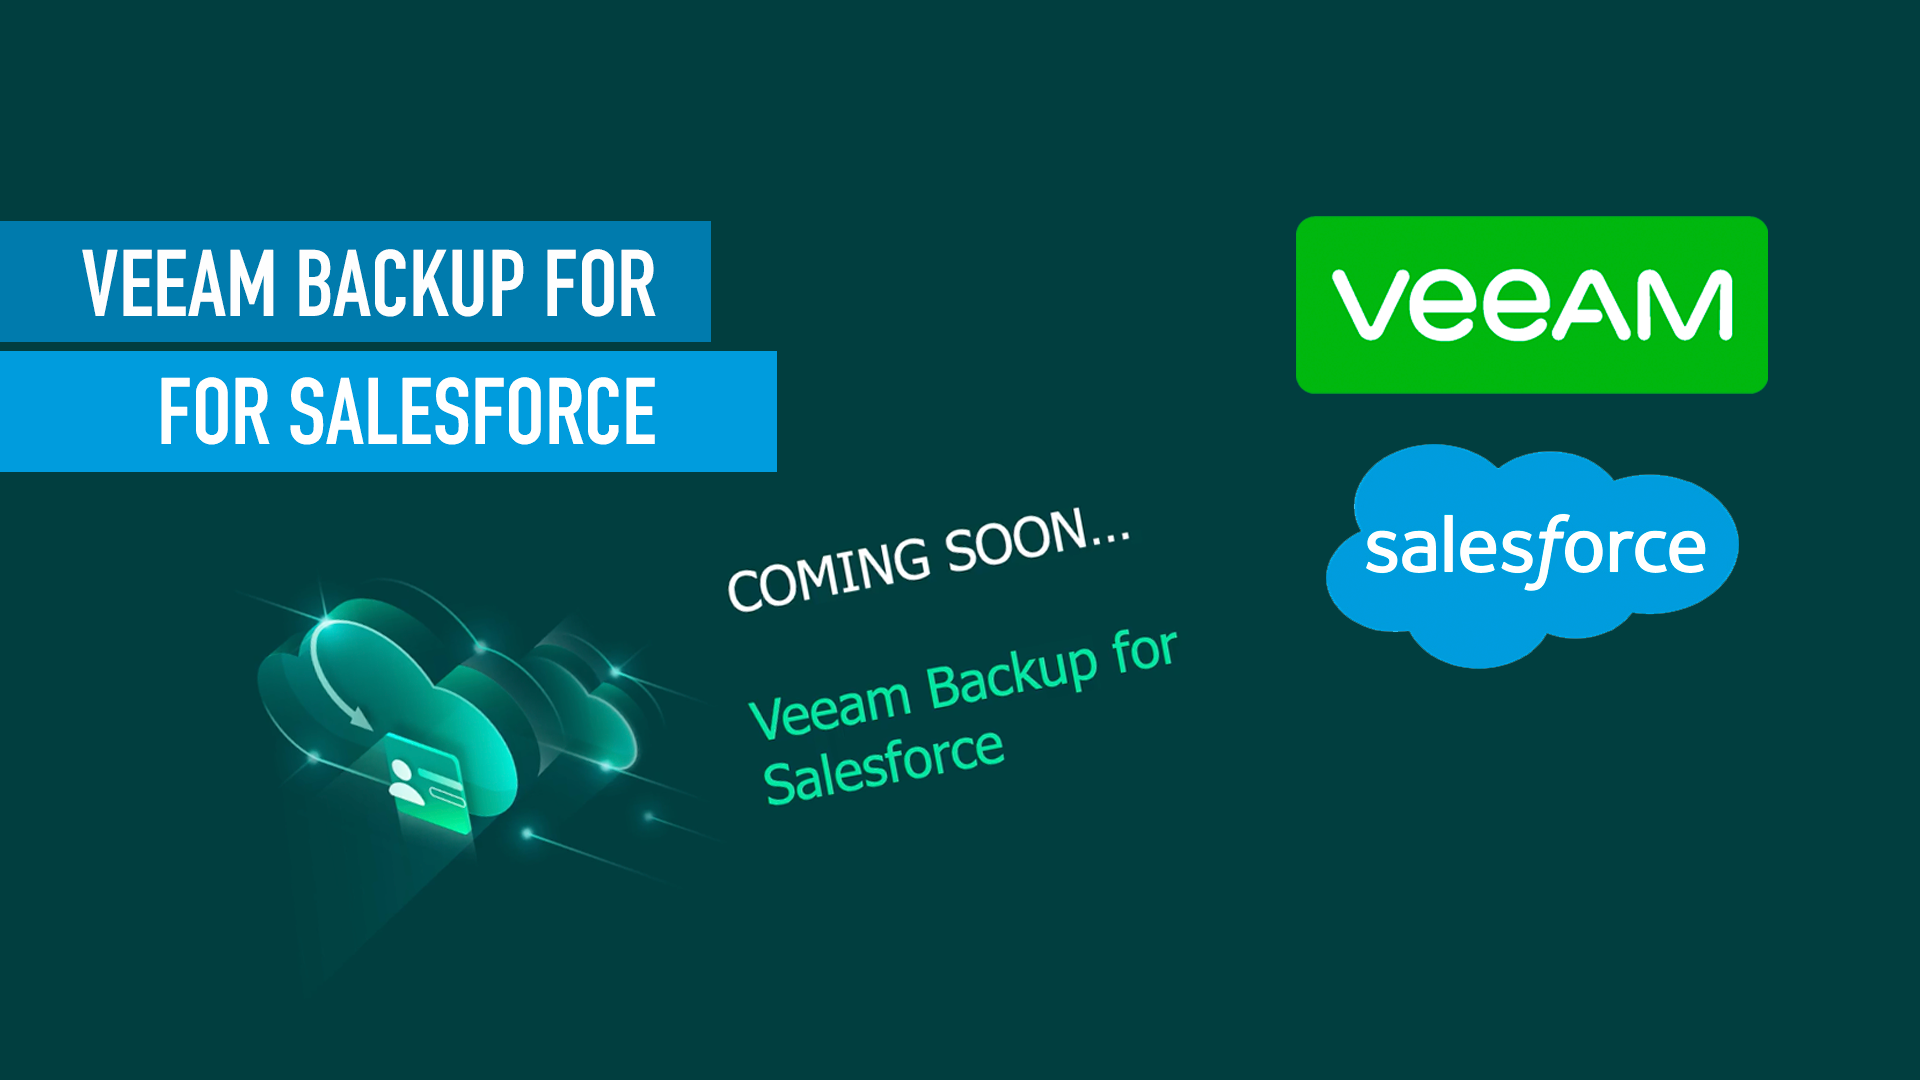 VEEAM BACKUP FOR
FOR SALESFORCE
COMING SOON...
Veeam Backup for
Salesforce
veeAM
salesforce